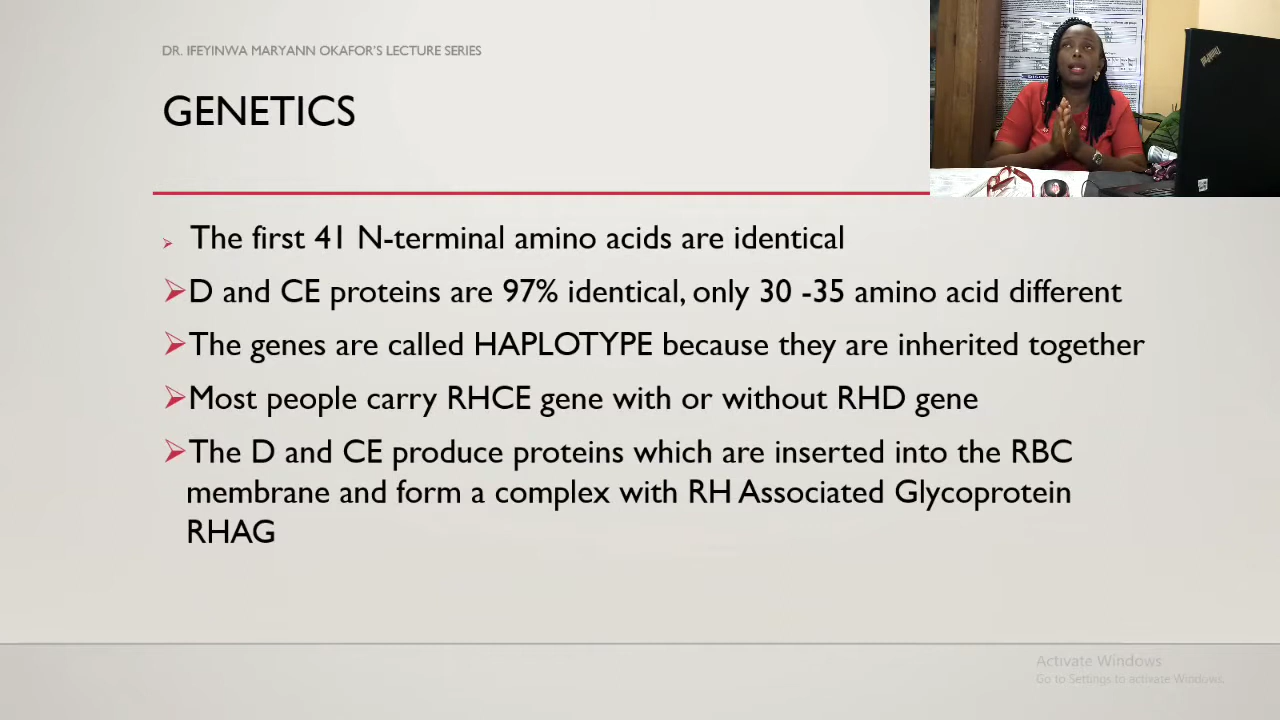 DR. IFEYINWA MARYANN OKAFOR'S LECTURE SERIES
GENETICS
The first 41 N-terminal amino acids are identical
D and CE proteins are 97% identical, only 30 -35 amino acid different
The genes are called HAPLOTYPE because they are inherited together
Most people carry RHCE gene with or without RHD gene
The D and CE produce proteins which are inserted into the RBC
membrane and form a complex with RH Associated Glycoprotein
RHAG
ThinkPad
Activate Windows
Go to Settings to activate Windows.